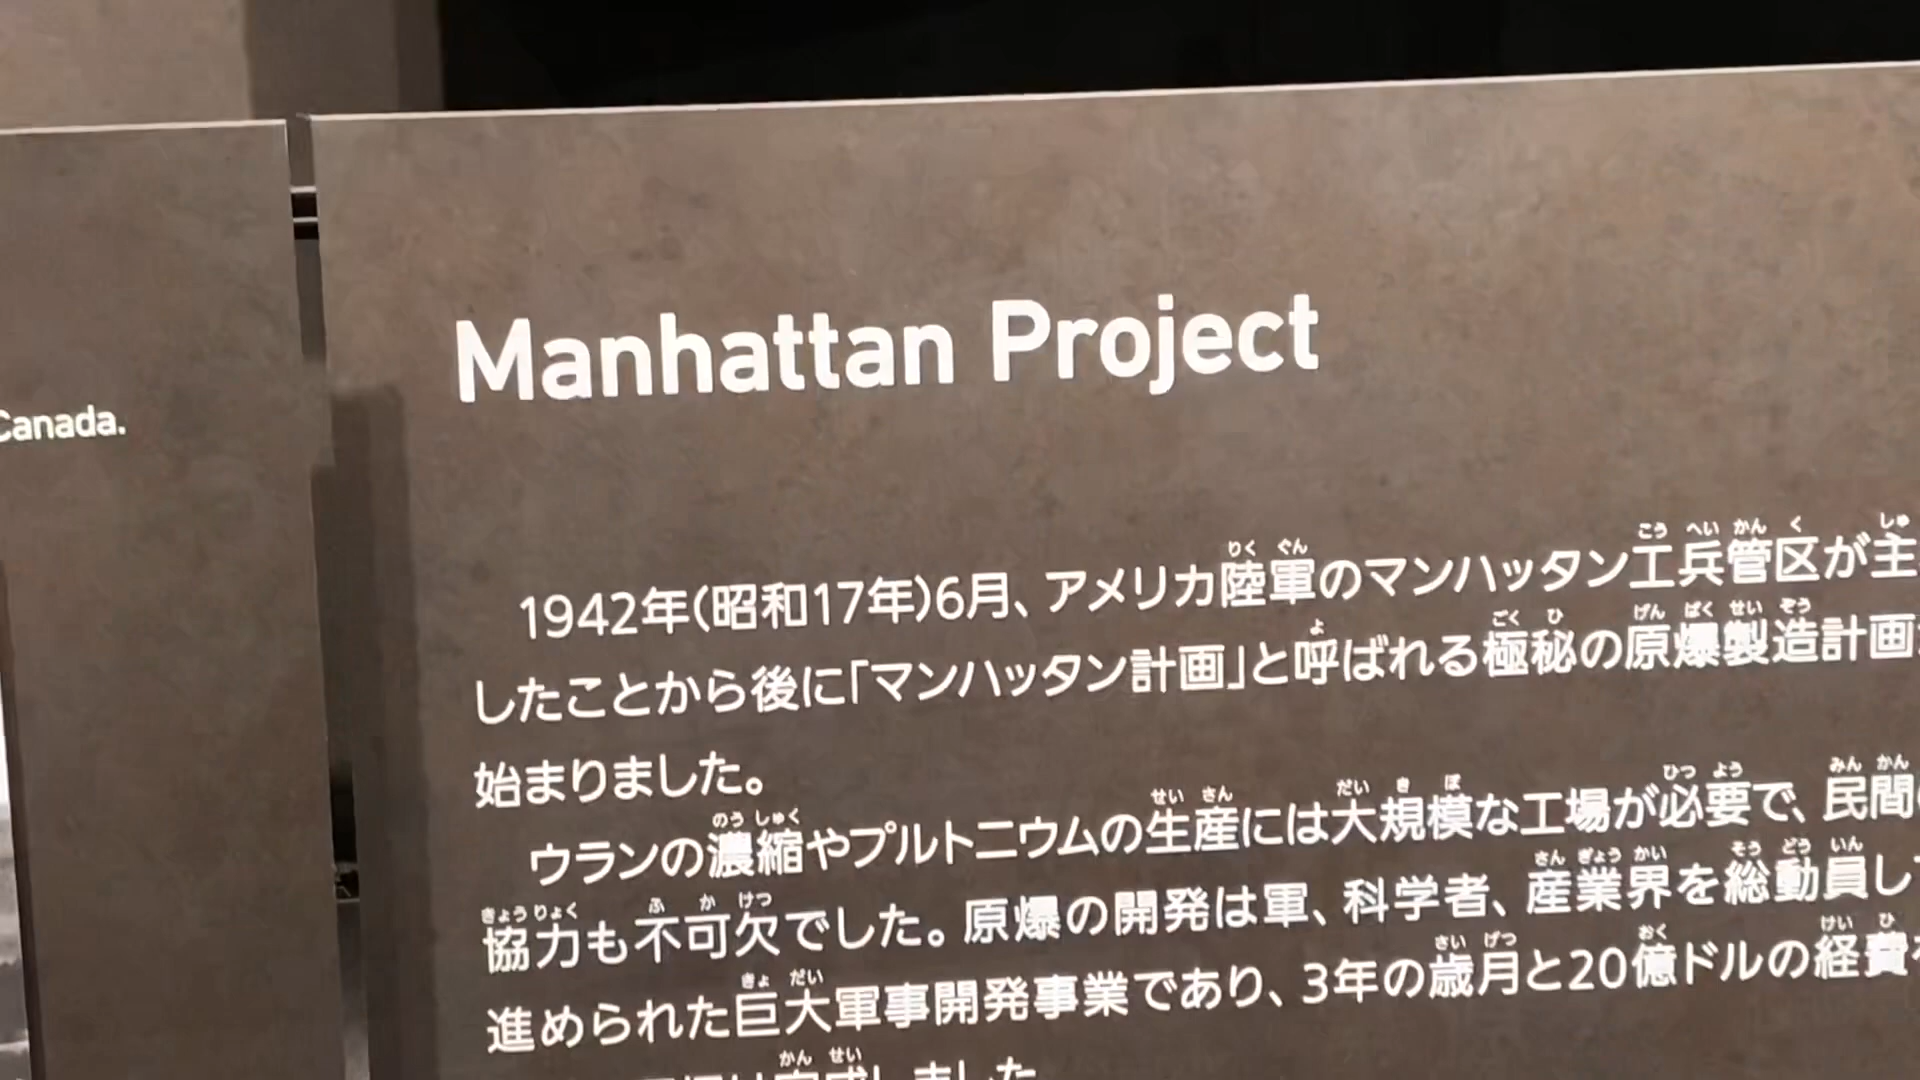 Canada.
Manhattan Project
1942年(昭和17年)6月、アメリカ陸軍のマンハッタン工兵管区が主
したことから後に「マンハッタン計画」と呼ばれる極秘の原爆製造計画
始まりました。
ウランの濃縮やプルトニウムの生産には大規模な工場が必要で、民間
協力も不可欠でした。原爆の開発は軍、科学者、産業界を総動員し
進められた巨大軍事開発事業であり、3年の歳月と20億ドルの経費